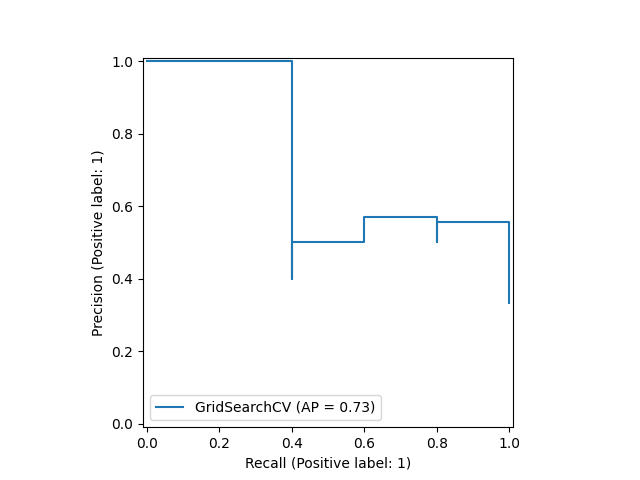 1.0
0.8
0.6
0.4
0.2
0.0
Precision (Positive label: 1)
GridSearchCV (AP = 0.73)
0.0 0.2 0.4 0.6 0.8 1.0
Recall (Positive label: 1)